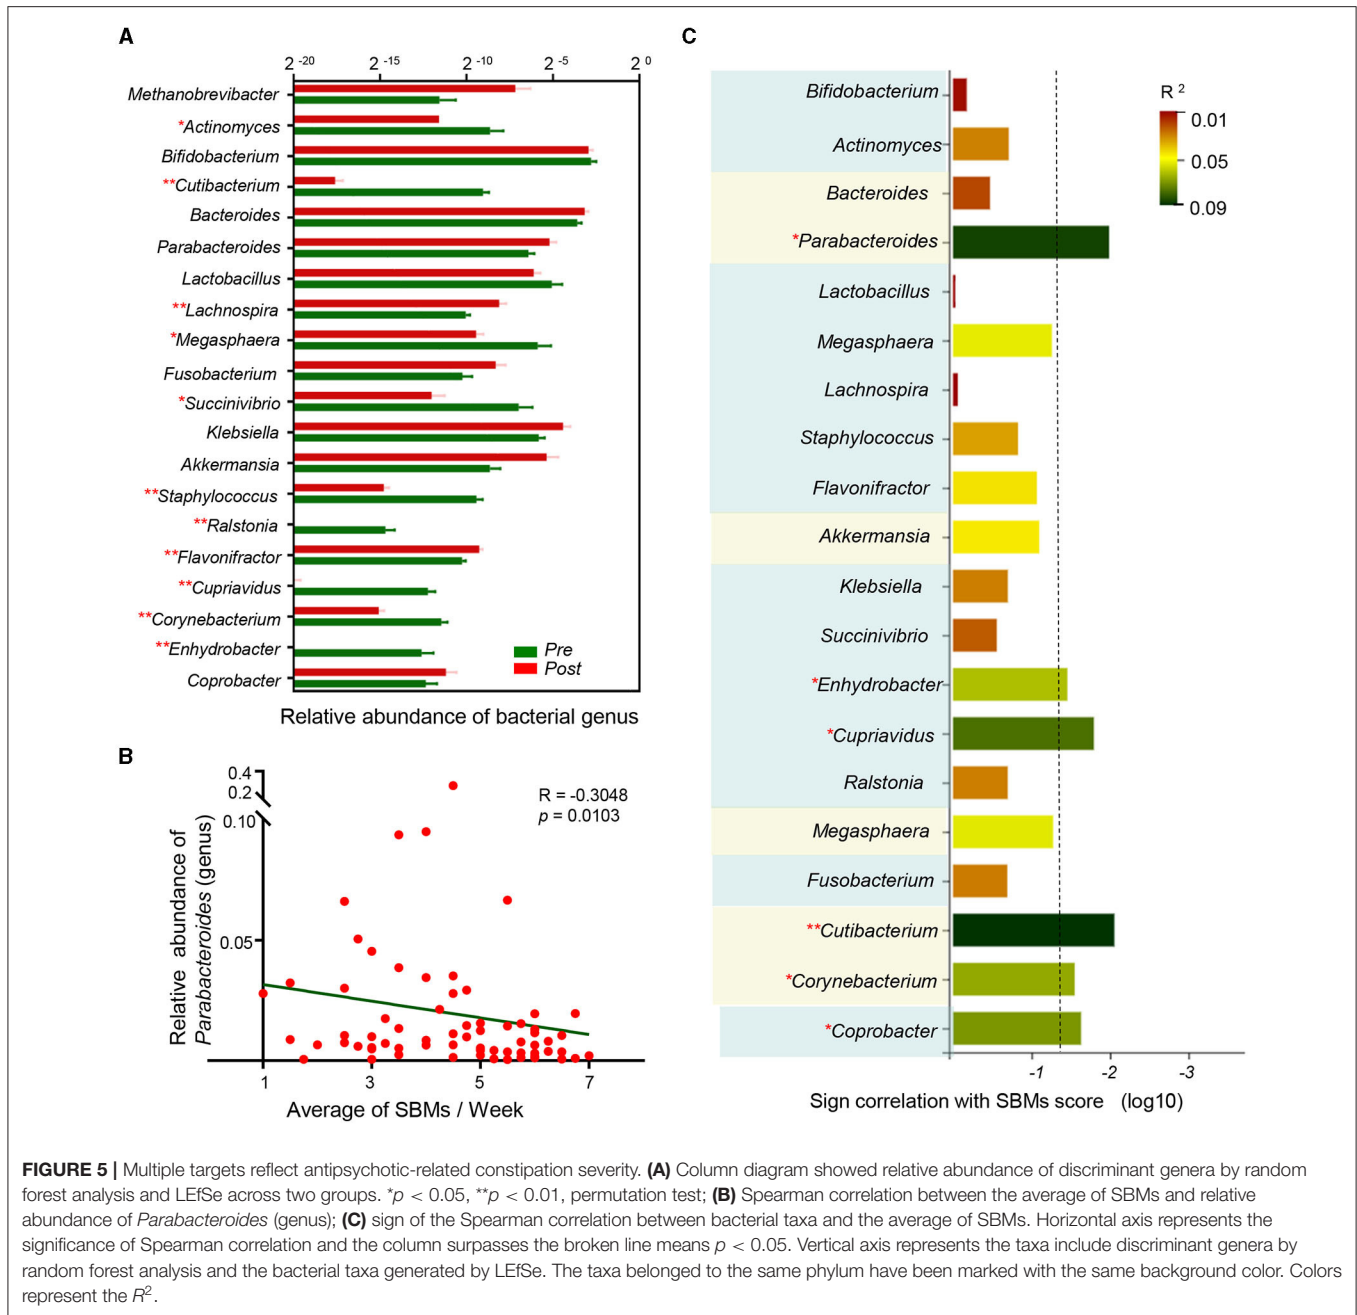 A
2 -20 2 -15 2 -10 2 -5 2 0
Methanobrevibacter
*Actinomyces
Bifidobacterium
**Cutibacterium
Bacteroides
Parabacteroides
Lactobacillus
**Lachnospira
*Megasphaera
Fusobacterium
*Succinivibrio
Klebsiella
Akkermansia
**Staphylococcus
**Ralstonia
**Flavonifractor
**Cupriavidus
**Corynebacterium
**Enhydrobacter
Coprobacter
Pre
Post
Relative abundance of bacterial genus
B
Relative abundance of
Parabacteroides (genus)
0.4
0.2
0.10
0.05
R = -0.3048
p = 0.0103
1 3 5 7
Average of SBMs / Week
C
Bifidobacterium
Actinomyces
Bacteroides
*Parabacteroides
Lactobacillus
Megasphaera
Lachnospira
Staphylococcus
Flavonifractor
Akkermansia
Klebsiella
Succinivibrio
*Enhydrobacter
*Cupriavidus
Ralstonia
Megasphaera
Fusobacterium
**Cutibacterium
*Corynebacterium
*Coprobacter
R 2
0.01
0.05
0.09
-1 -2 -3
Sign correlation with SBMs score (log10)
FIGURE 5 | Multiple targets reflect antipsychotic-related constipation severity. (A) Column diagram showed relative abundance of discriminant genera by random
forest analysis and LEfSe across two groups. *p < 0.05, **p < 0.01, permutation test; (B) Spearman correlation between the average of SBMs and relative
abundance of Parabacteroides (genus); (C) sign of the Spearman correlation between bacterial taxa and the average of SBMs. Horizontal axis represents the
significance of Spearman correlation and the column surpasses the broken line means p < 0.05. Vertical axis represents the taxa include discriminant genera by
random forest analysis and the bacterial taxa generated by LEfSe. The taxa belonged to the same phylum have been marked with the same background color. Colors
represent the R2.